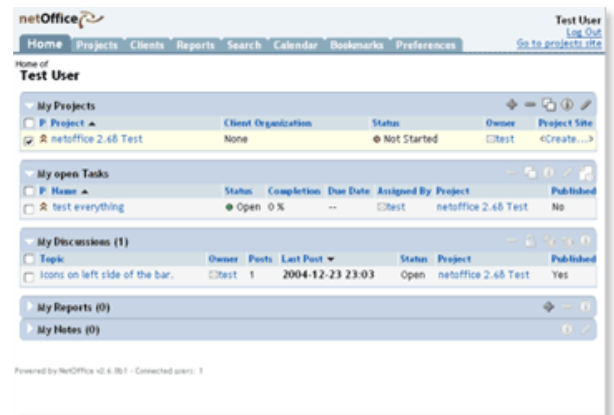 netOffice
Test User
Log Out
Home Projects Clients Reports Search Calendar Bookmarks Preferences
Go to projects site
Home of
Test User
My Projects
P Project Client Organization Status Owner Project Site
netoffice 2.6B Test None Not Started test <Create...>
My open Tasks
P Name Status Completion Due Date Assigned By Project Published
test everything Open 0 % -- test netoffice 2.6B Test No
My Discussions (1)
Topic Owner Posts Last Post Status Project Published
Icons on left side of the bar. test 1 2004-12-23 23:03 Open netoffice 2.6B Test Yes
My Reports (0)
My Notes (0)
Powered by NetOffice v2.6.0b1 - Connected users: 1